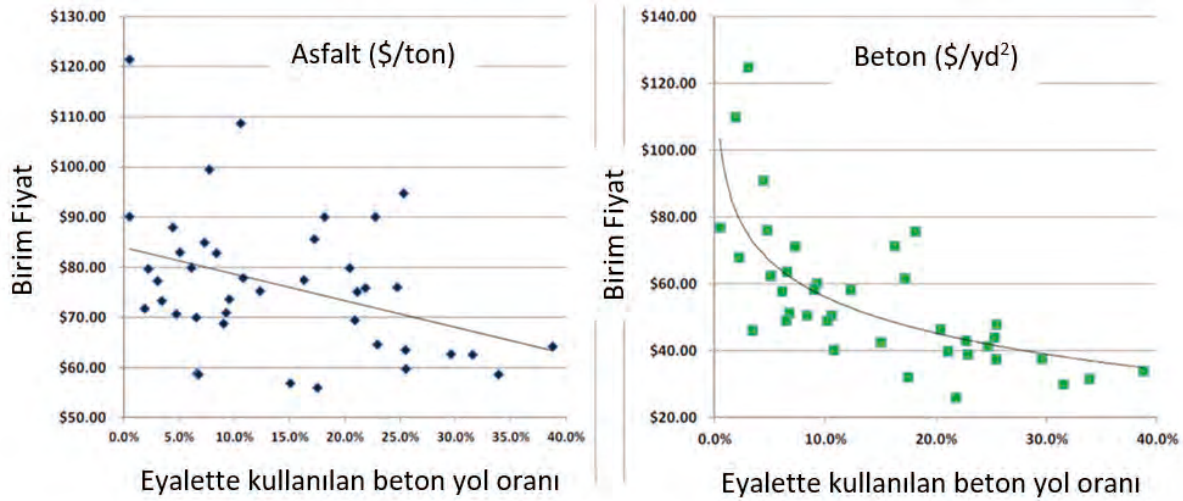 Asfalt ($/ton)
Birim Fiyat
$130.00
$120.00
$110.00
$100.00
$90.00
$80.00
$70.00
$60.00
$50.00
0.0% 5.0% 10.0% 15.0% 20.0% 25.0% 30.0% 35.0% 40.0%
Eyalette kullanılan beton yol oranı
Beton ($/yd²)
Birim Fiyat
$140.00
$120.00
$100.00
$80.00
$60.00
$40.00
$20.00
0.0% 10.0% 20.0% 30.0% 40.0%
Eyalette kullanılan beton yol oranı